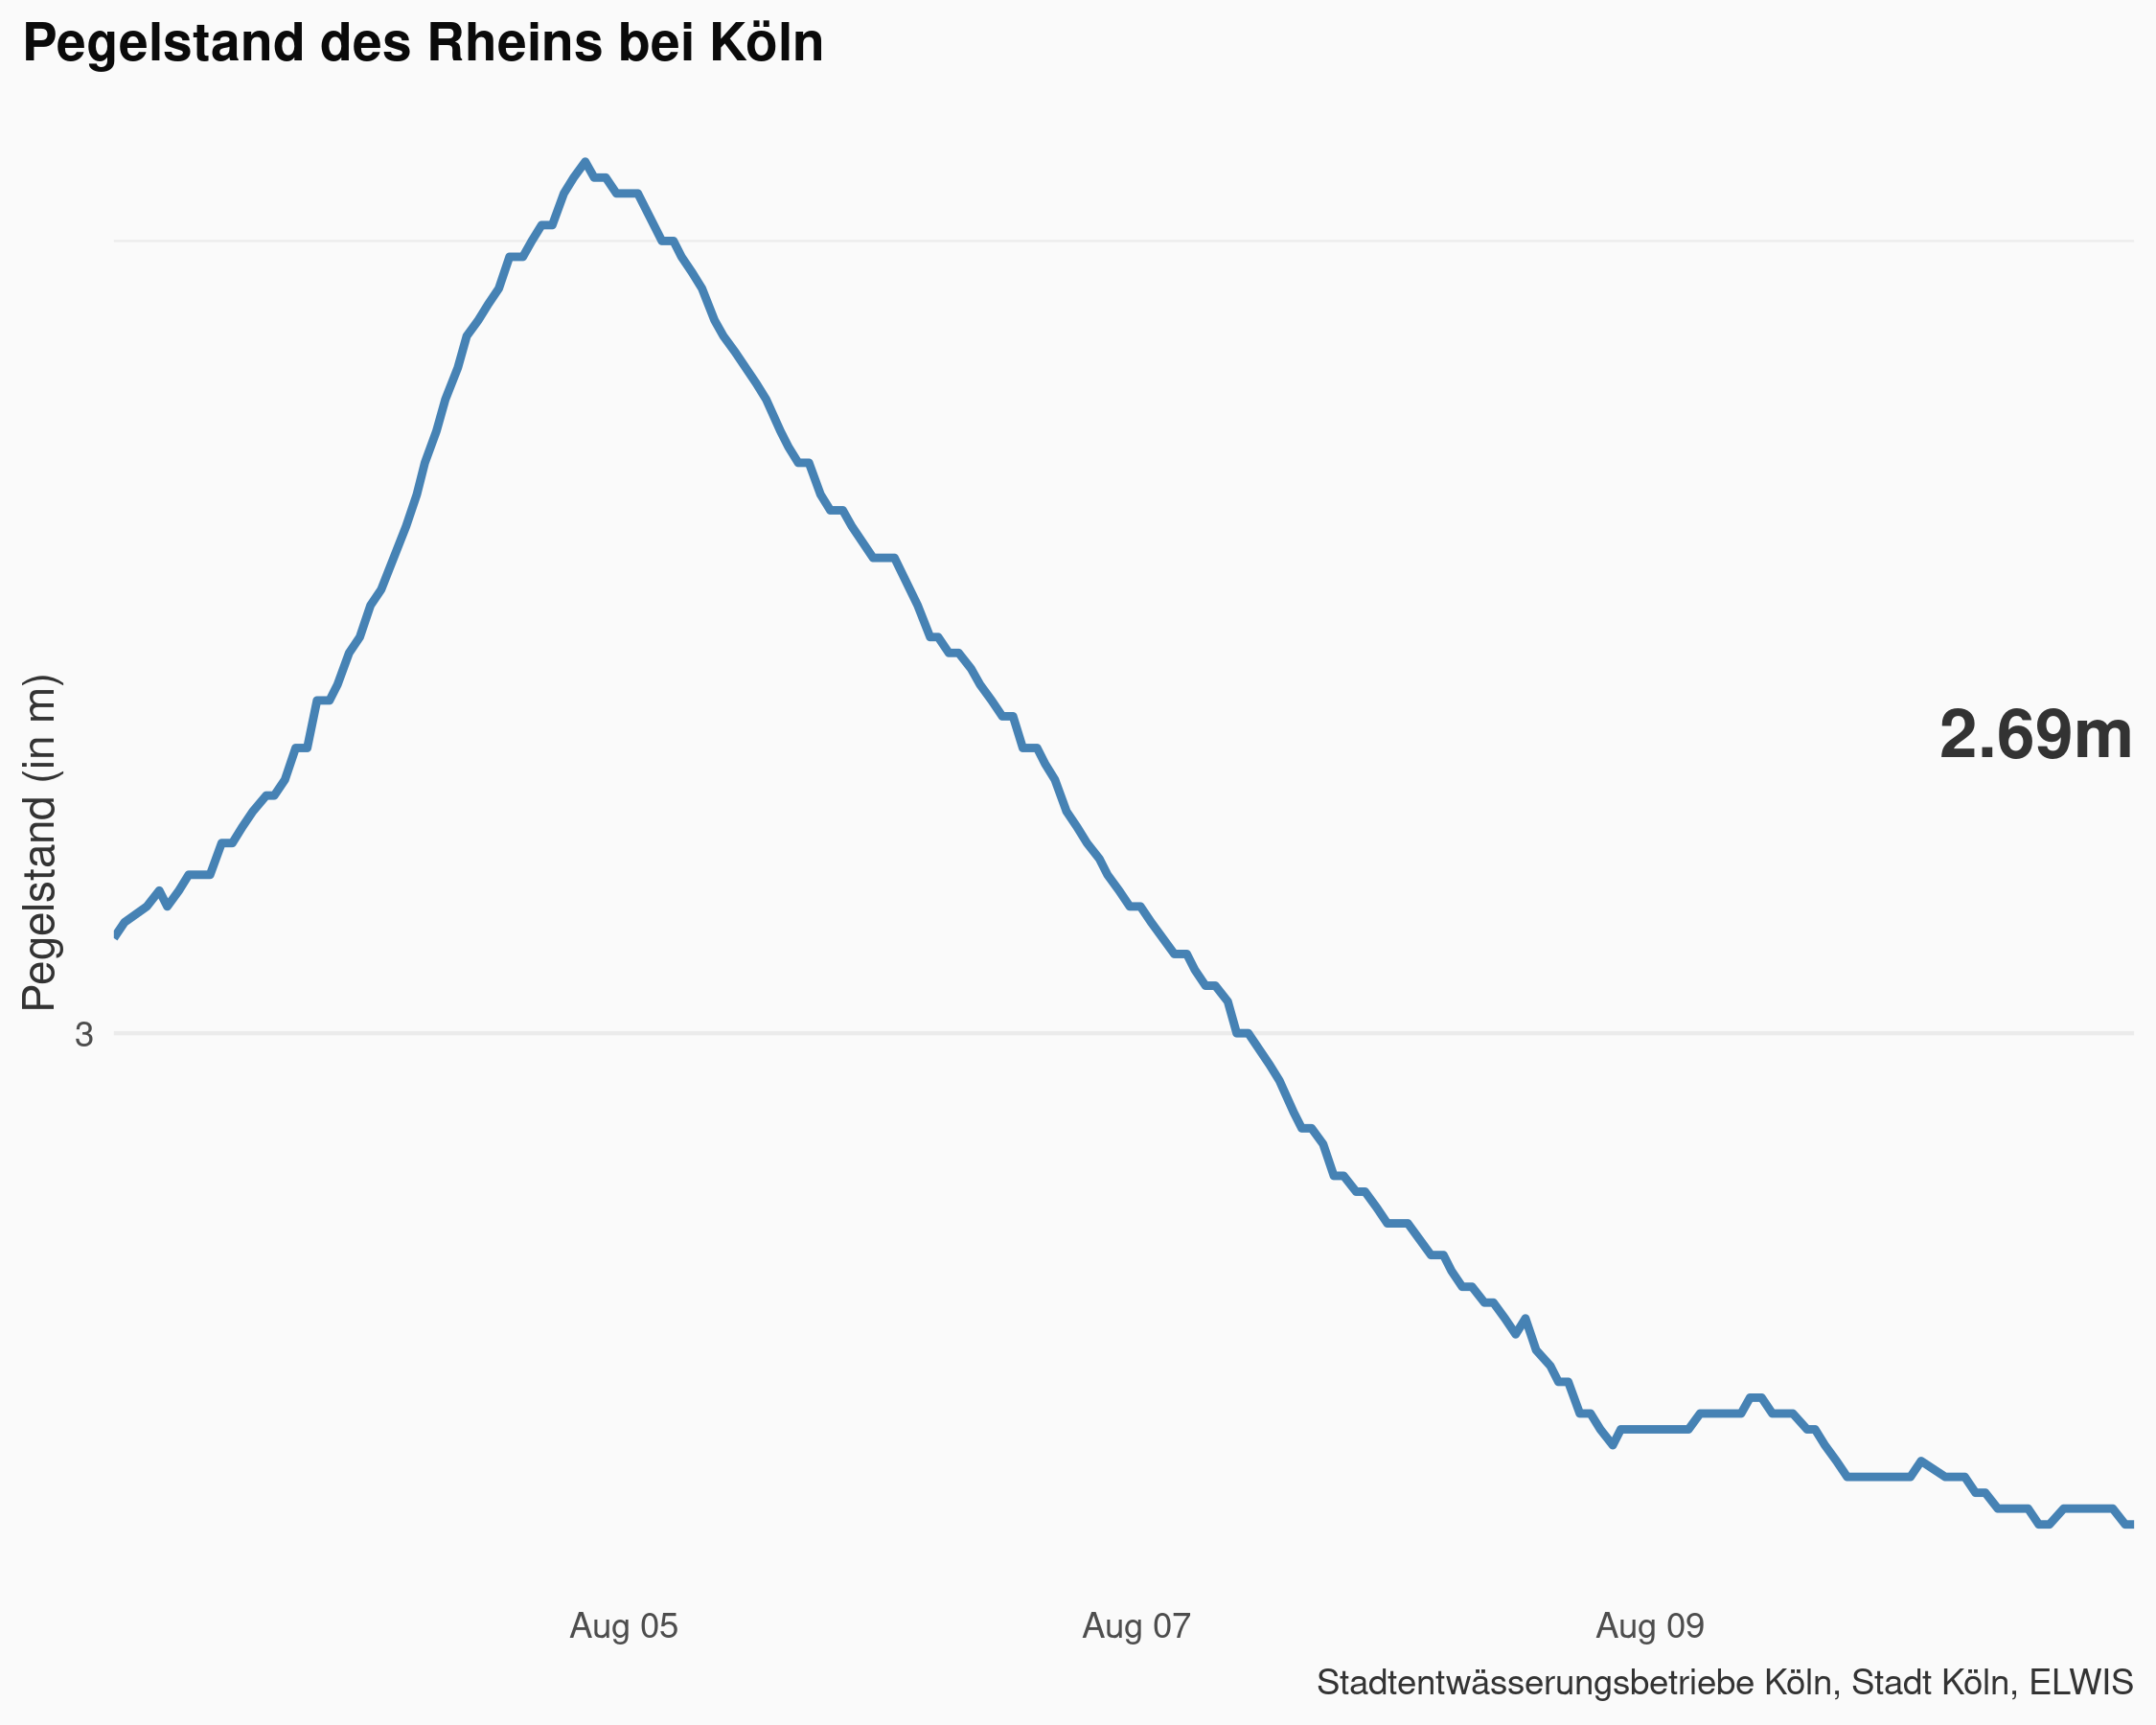 Pegelstand des Rheins bei Köln
Pegelstand (in m)
2.69m
3
Aug 05
Aug 07
Aug 09
Stadtentwässerungsbetriebe Köln, Stadt Köln, ELWIS